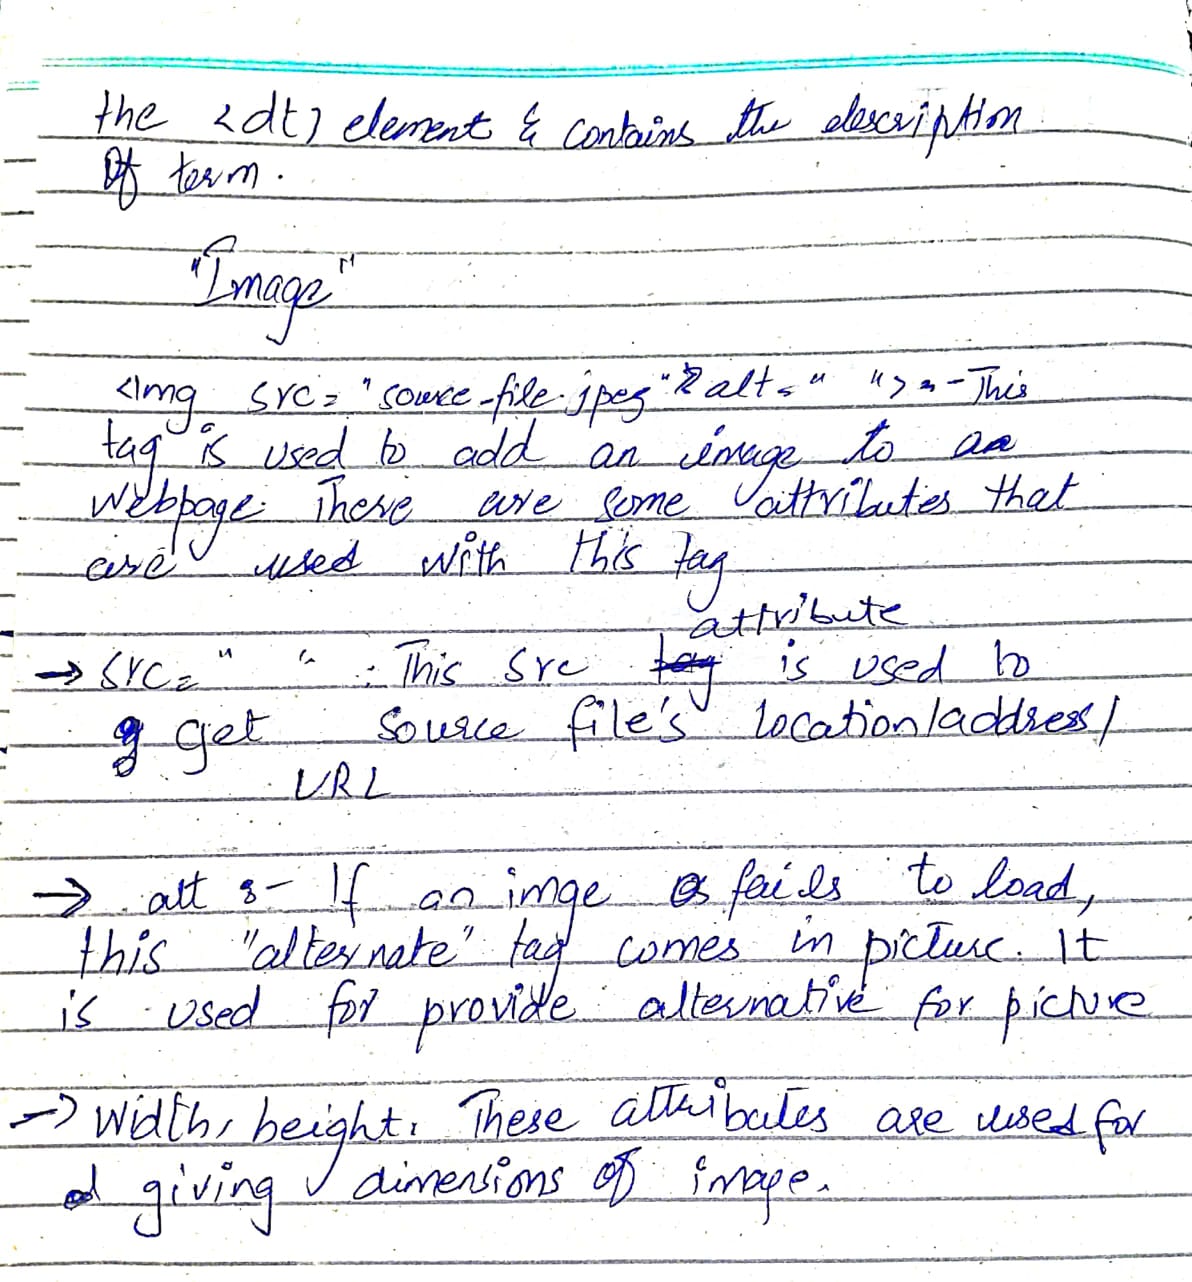 the <dt> element & contains the description
Of term.
"Image"
<Img src= "source-file.jpeg" alt= " "> :- This
tag is used to add an image to an
webpage. There are some attributes that
are used with this tag
attribute
→ src= " " : This src tag is used to
g get source file's location/address/
URL
→ alt :- If an imge fails to load,
this "alternate" tag comes in picture. It
is used for provide alternative for picture
→ Width, height. These attributes are used for
giving dimensions of image.